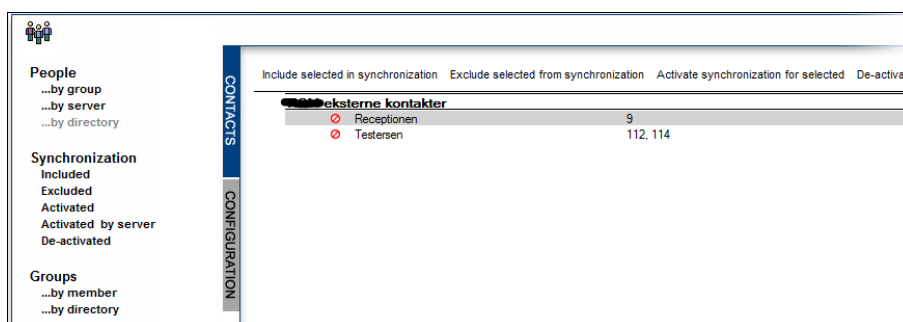 People
...by group
...by server
...by directory
Synchronization
Included
Excluded
Activated
Activated by server
De-activated
Groups
...by member
...by directory
CONTACTS
CONFIGURATION
Include selected in synchronization Exclude selected from synchronization Activate synchronization for selected
eksterne kontakter
Receptionen 9
Testersen 112, 114